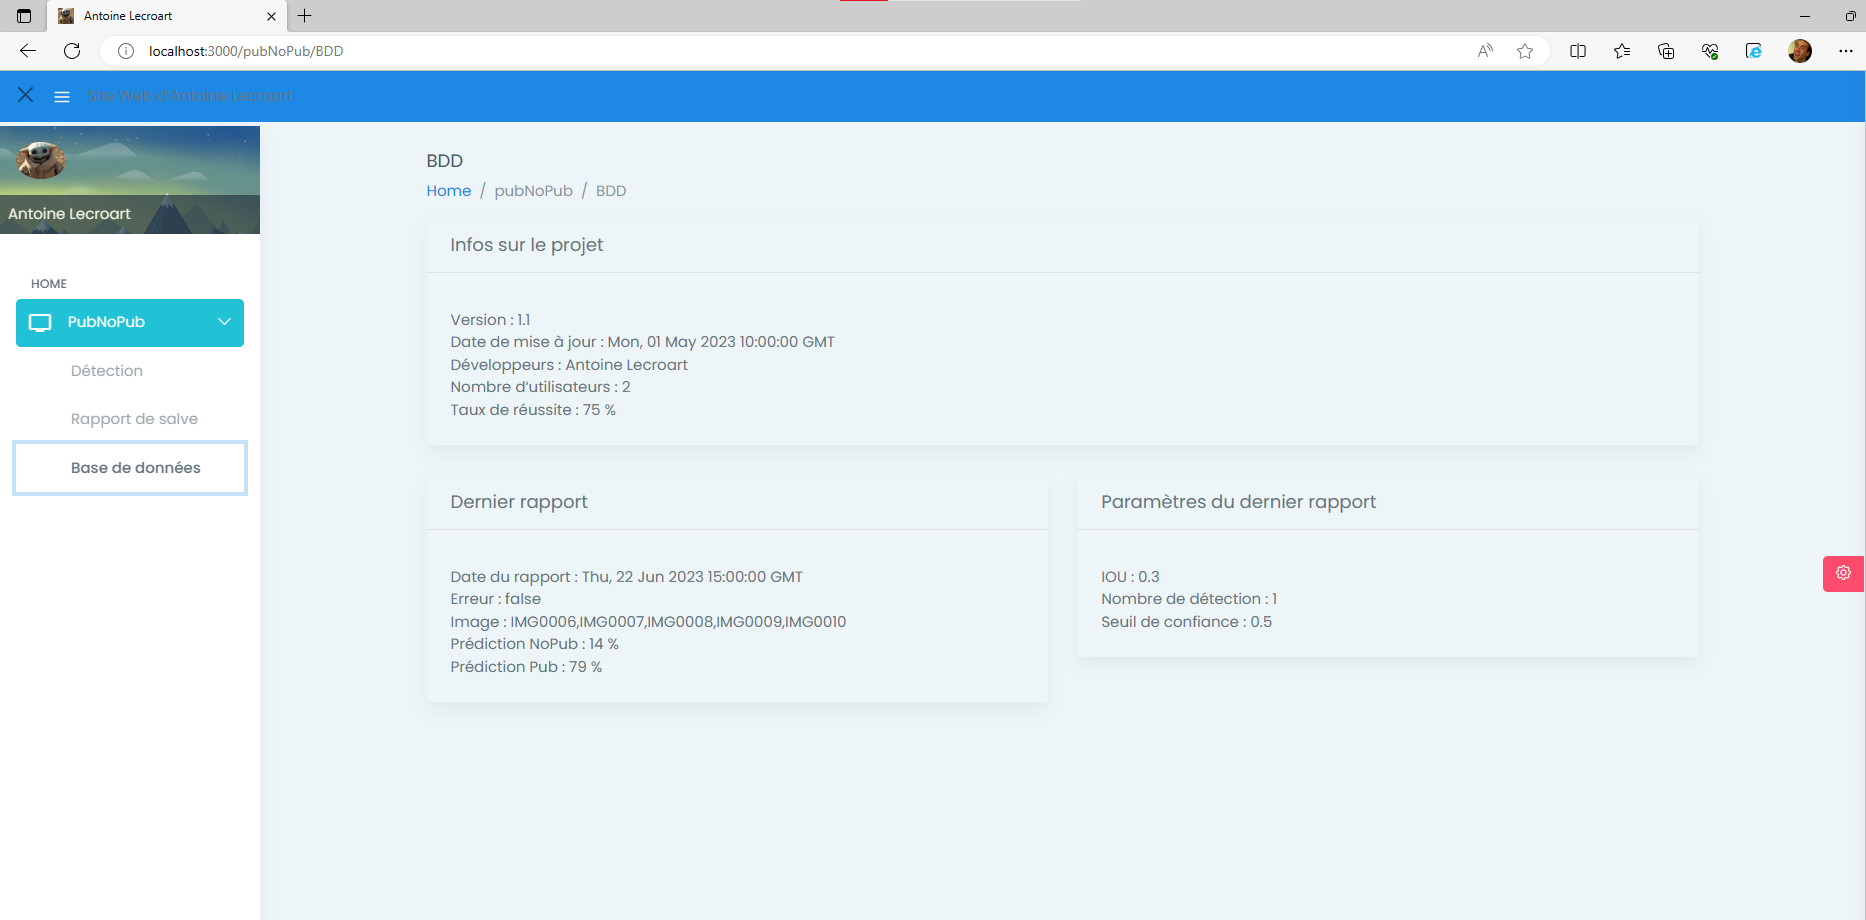 Antoine Lecroart
localhost:3000/pubNoPub/BDD
Site Web d'Antoine Lecroart
Antoine Lecroart
HOME
PubNoPub
Détection
Rapport de salve
Base de données
BDD
Home / pubNoPub / BDD
Infos sur le projet
Version : 1.1
Date de mise à jour : Mon, 01 May 2023 10:00:00 GMT
Développeurs : Antoine Lecroart
Nombre d'utilisateurs : 2
Taux de réussite : 75 %
Dernier rapport
Date du rapport : Thu, 22 Jun 2023 15:00:00 GMT
Erreur : false
Image : IMG0006,IMG0007,IMG0008,IMG0009,IMG0010
Prédiction NoPub : 14 %
Prédiction Pub : 79 %
Paramètres du dernier rapport
IOU : 0.3
Nombre de détection : 1
Seuil de confiance : 0.5